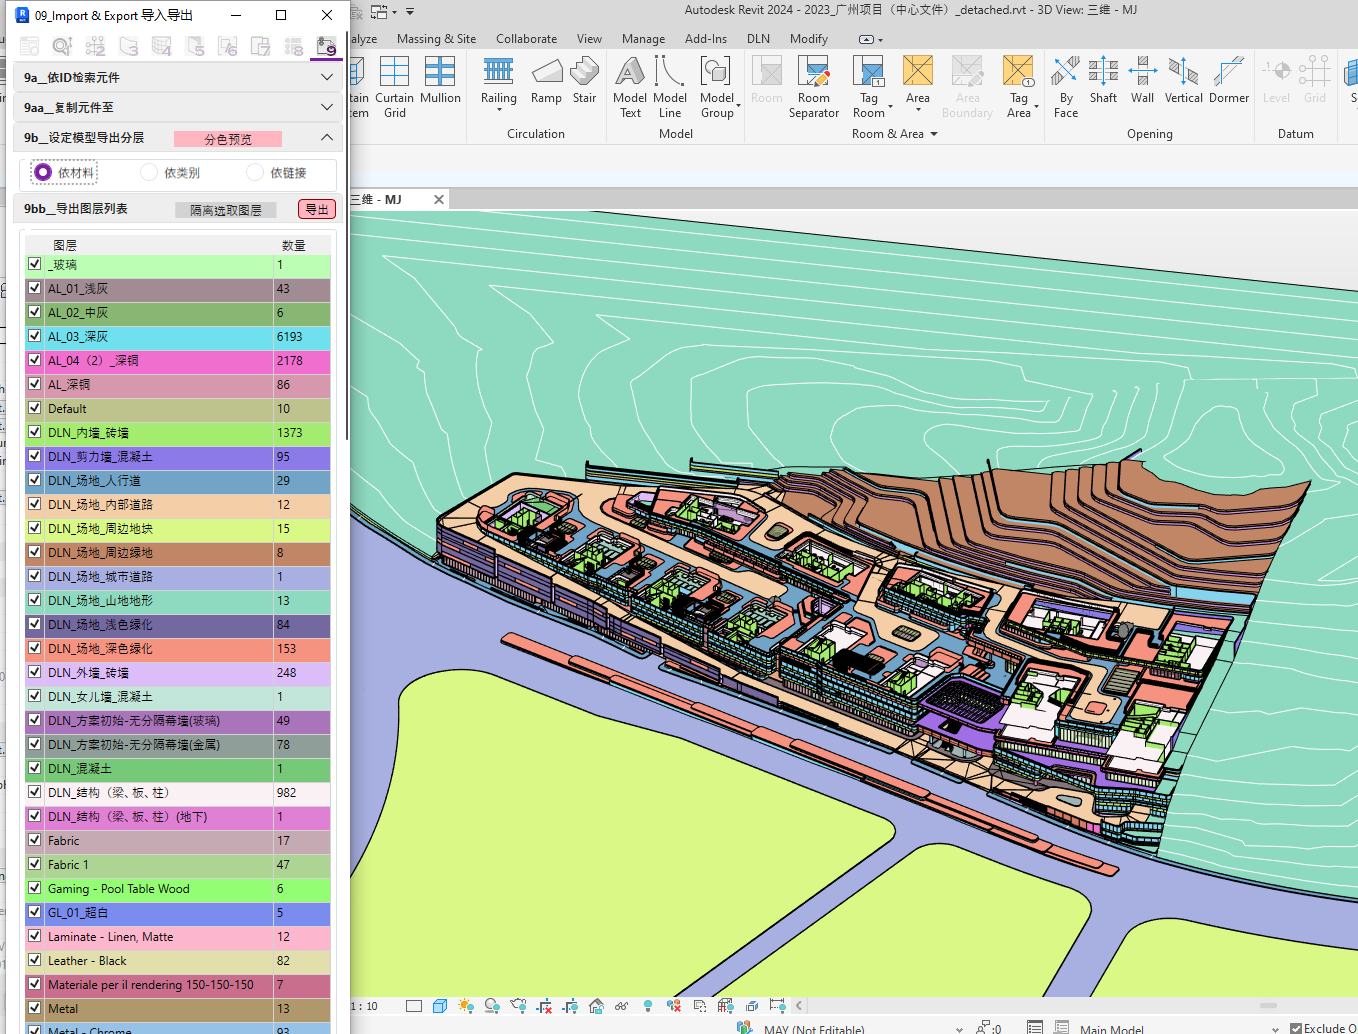 09_Import & Export 导入导出
Autodesk Revit 2024 - 2023_广州项目（中心文件）_detached.rvt - 3D View: 三维 - MJ
alyze Massing & Site Collaborate View Manage Add-Ins DLN Modify
2 3 4 5 6 7 8 9
9a__依ID检索元件
9aa__复制元件至
9b__设定模型导出分层 分色预览
依材料 依类别 依链接
9bb__导出图层列表 隔离选取图层 导出
tain em
Curtain Grid
Mullion
Railing
Ramp
Stair
Model Text
Model Line
Model Group
Room
Room Separator
Tag Room
Area
Area Boundary
Tag Area
By Face
Shaft
Wall
Vertical
Dormer
Level
Grid
Circulation
Model
Room & Area
Opening
Datum
三维 - MJ
图层 数量
_玻璃 1
AL_01_浅灰 43
AL_02_中灰 6
AL_03_深灰 6193
AL_04（2）_深铜 2178
AL_深铜 86
Default 10
DLN_内墙_砖墙 1373
DLN_剪力墙_混凝土 95
DLN_场地_人行道 29
DLN_场地_内部道路 12
DLN_场地_周边地块 15
DLN_场地_周边绿地 8
DLN_场地_城市道路 1
DLN_场地_山地地形 13
DLN_场地_浅色绿化 84
DLN_场地_深色绿化 153
DLN_外墙_砖墙 248
DLN_女儿墙_混凝土 1
DLN_方案初始-无分隔幕墙(玻璃) 49
DLN_方案初始-无分隔幕墙(金属) 78
DLN_混凝土 1
DLN_结构（梁、板、柱） 982
DLN_结构（梁、板、柱）(地下) 1
Fabric 17
Fabric 1 47
Gaming - Pool Table Wood 6
GL_01_超白 5
Laminate - Linen, Matte 12
Leather - Black 82
Materiale per il rendering 150-150-150 7
Metal 13
Metal - Chrome 93
1 : 10
MAY (Not Editable) :0 Main Model Exclude O